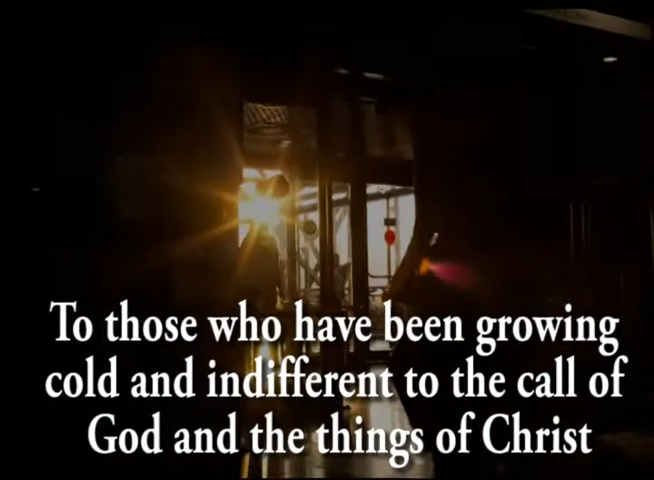 To those who have been growing
cold and indifferent to the call of
God and the things of Christ